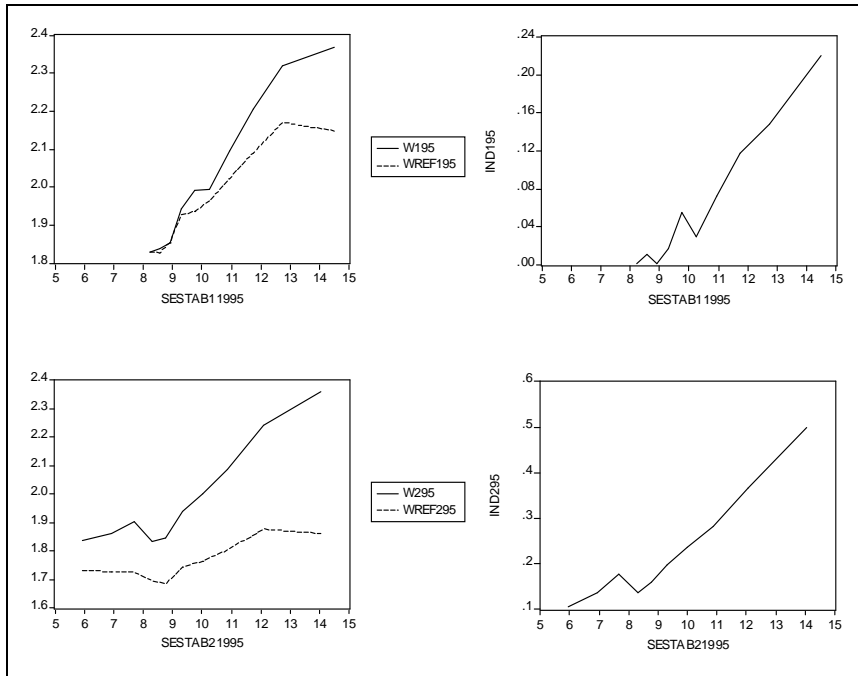 2.4
2.3
2.2
2.1
2.0
1.9
1.8
5 6 7 8 9 10 11 12 13 14 15
SESTAB11995
W195
WREF195
.24
.20
.16
.12
.08
.04
.00
IND195
5 6 7 8 9 10 11 12 13 14 15
SESTAB11995
2.4
2.3
2.2
2.1
2.0
1.9
1.8
1.7
1.6
5 6 7 8 9 10 11 12 13 14 15
SESTAB21995
W295
WREF295
.6
.5
.4
.3
.2
.1
IND295
5 6 7 8 9 10 11 12 13 14 15
SESTAB21995